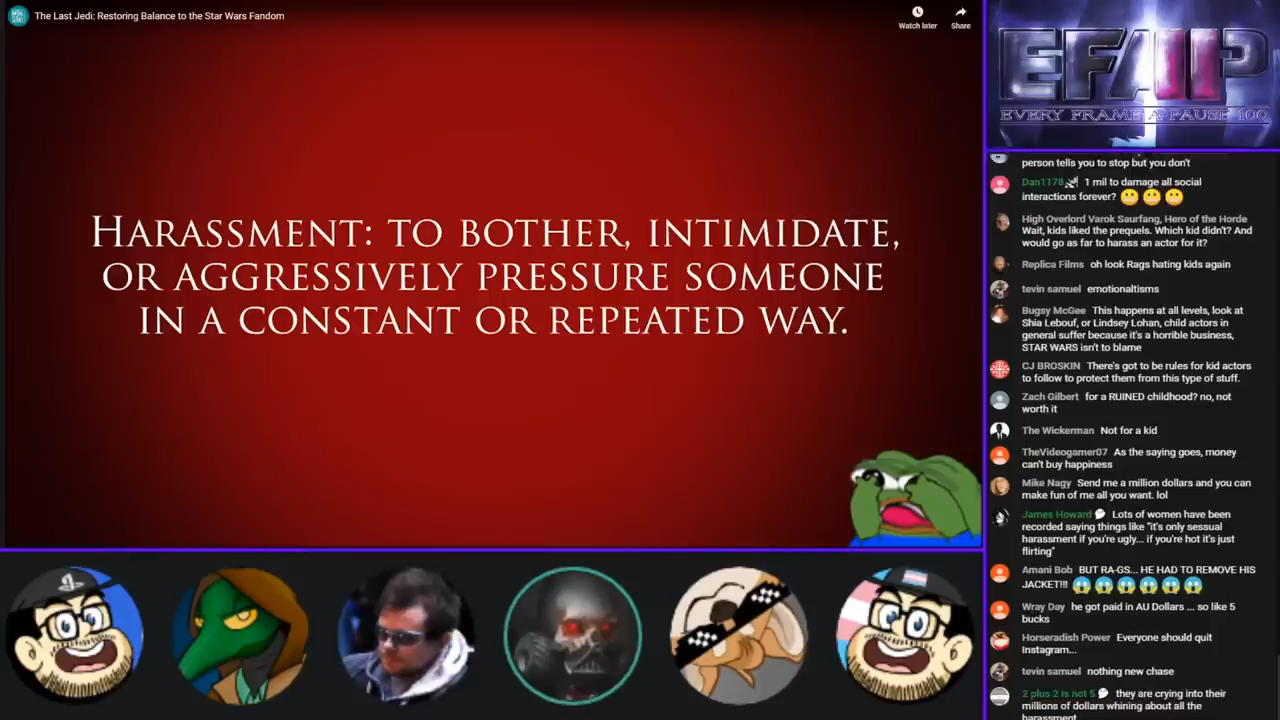 The Last Jedi: Restoring Balance to the Star Wars Fandom
Watch later
Share
HARASSMENT: TO BOTHER, INTIMIDATE,
OR AGGRESSIVELY PRESSURE SOMEONE
IN A CONSTANT OR REPEATED WAY.
EFAP
EVERY FRAME A PAUSE 100
person tells you to stop but you don't
Dan1178 1 mil to damage all social
interactions forever?
High Overlord Varok Saurfang, Hero of the Horde
Wait, kids liked the prequels. Which kid didn't? And
would go as far to harass an actor for it?
Replica Films oh look Rags hating kids again
tevin samuel emotionaltisms
Bugsy McGee This happens at all levels, look at
Shia Lebouf, or Lindsey Lohan, child actors in
general suffer because it's a horrible business,
STAR WARS isn't to blame
CJ BROSKIN There's got to be rules for kid actors
to follow to protect them from this type of stuff.
Zach Gilbert for a RUINED childhood? no, not
worth it
The Wickerman Not for a kid
TheVideogamer07 As the saying goes, money
can't buy happiness
Mike Nagy Send me a million dollars and you can
make fun of me all you want. lol
James Howard Lots of women have been
recorded saying things like "it's only sessual
harassment if you're ugly... if you're hot it's just
flirting"
Amani Bob BUT RA-GS... HE HAD TO REMOVE HIS
JACKET!!!
Wray Day he got paid in AU Dollars ... so like 5
bucks
Horseradish Power Everyone should quit
Instagram...
tevin samuel nothing new chase
2 plus 2 is not 5 they are crying into their
millions of dollars whining about all the
harassment